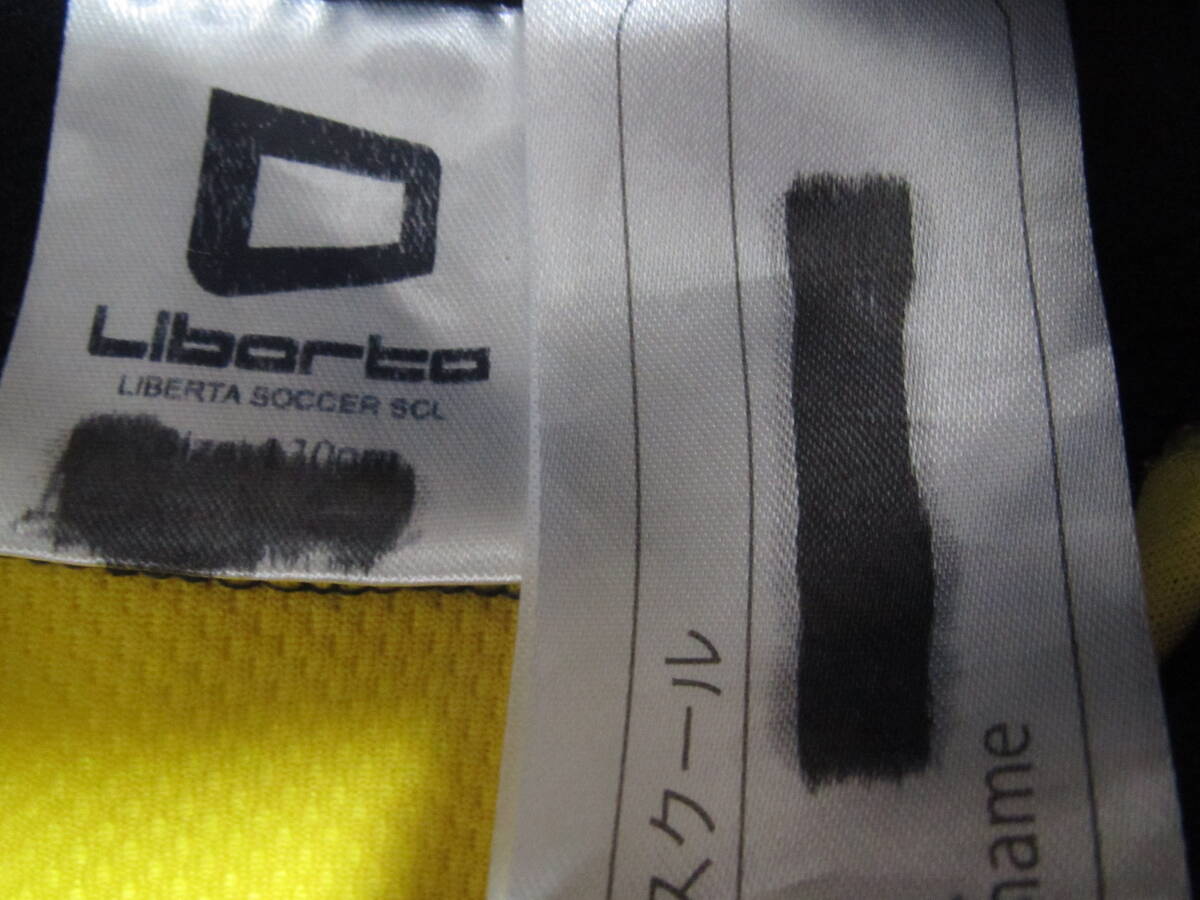 Liberta
LIBERTA SOCCER SCL
スクール
name